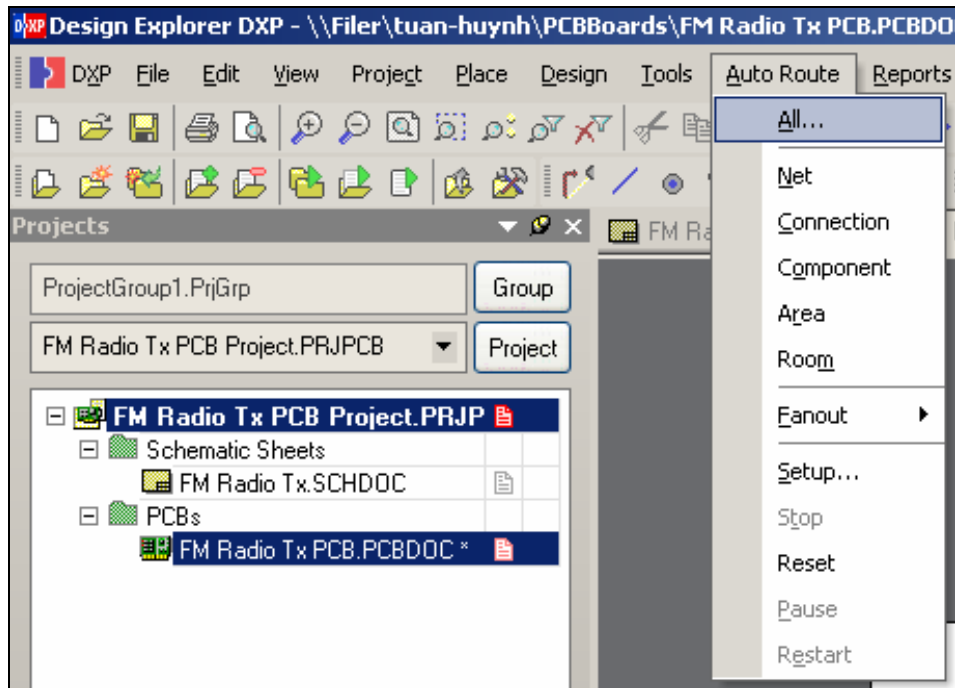 DXP Design Explorer DXP - \\Filer\tuan-huynh\PCBBoards\FM Radio Tx PCB.PCBDO
DXP File Edit View Project Place Design Tools Auto Route Reports
All...
Net
Projects
FM Ra
Connection
Component
ProjectGroup1.PrjGrp Group
Area
FM Radio Tx PCB Project.PRJPCB Project
Room
FM Radio Tx PCB Project.PRJP
Fanout
Schematic Sheets
FM Radio Tx.SCHDOC
Setup...
PCBs
Stop
FM Radio Tx PCB.PCBDOC *
Reset
Pause
Restart